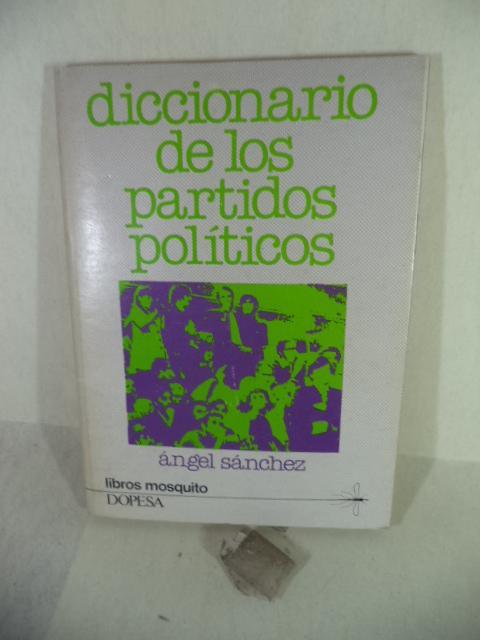 diccionario
de los
partidos
políticos
ángel sánchez
libros mosquito
DOPESA